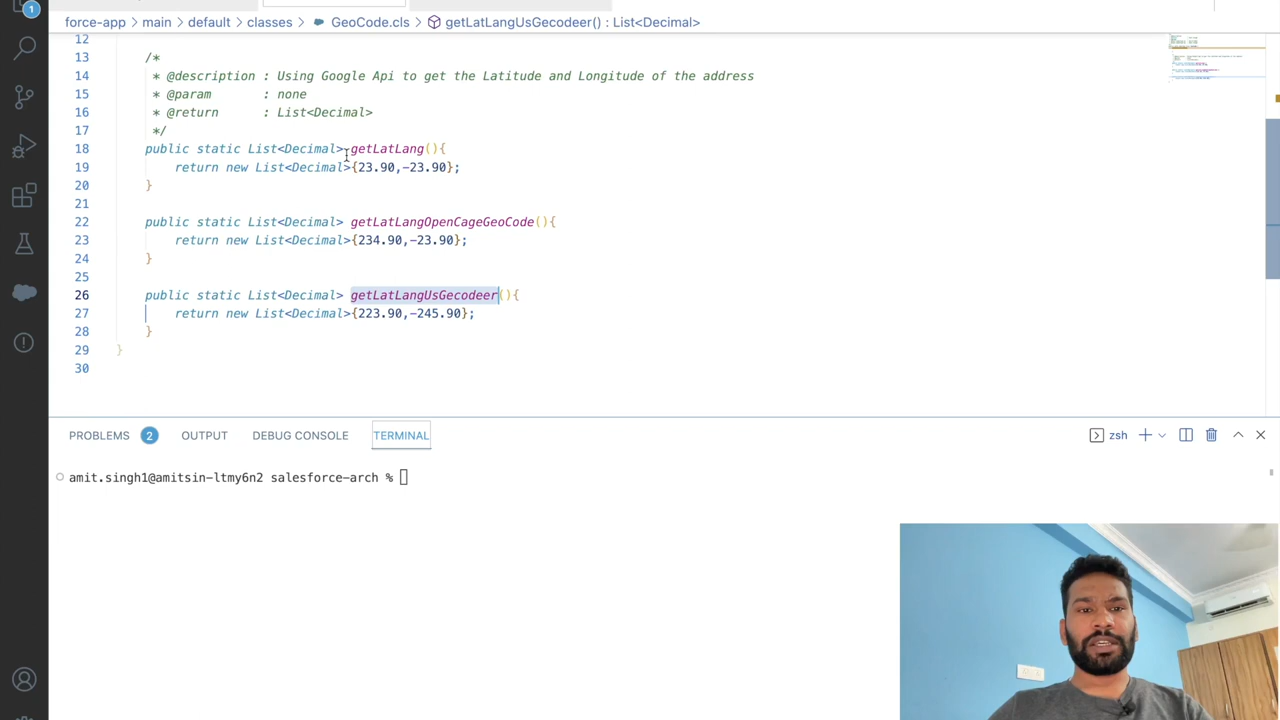 1
force-app > main > default > classes > GeoCode.cls > getLatLangUsGecodeer() : List<Decimal>
12
13 /*
14 * @description : Using Google Api to get the Latitude and Longitude of the address
15 * @param : none
16 * @return : List<Decimal>
17 */
18 public static List<Decimal> getLatLang(){
19 return new List<Decimal>{23.90,-23.90};
20 }
21
22 public static List<Decimal> getLatLangOpenCageGeoCode(){
23 return new List<Decimal>{234.90,-23.90};
24 }
25
26 public static List<Decimal> getLatLangUsGecodeer(){
27 return new List<Decimal>{223.90,-245.90};
28 }
29 }
30
PROBLEMS 2 OUTPUT DEBUG CONSOLE TERMINAL zsh
amit.singh1@amitsin-ltmy6n2 salesforce-arch %